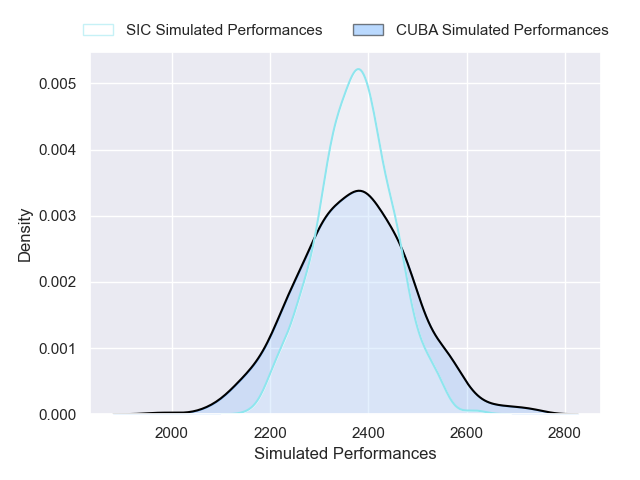 SIC Simulated Performances
CUBA Simulated Performances
0.005
0.004
0.003
0.002
0.001
0.000
Density
2000 2200 2400 2600 2800
Simulated Performances